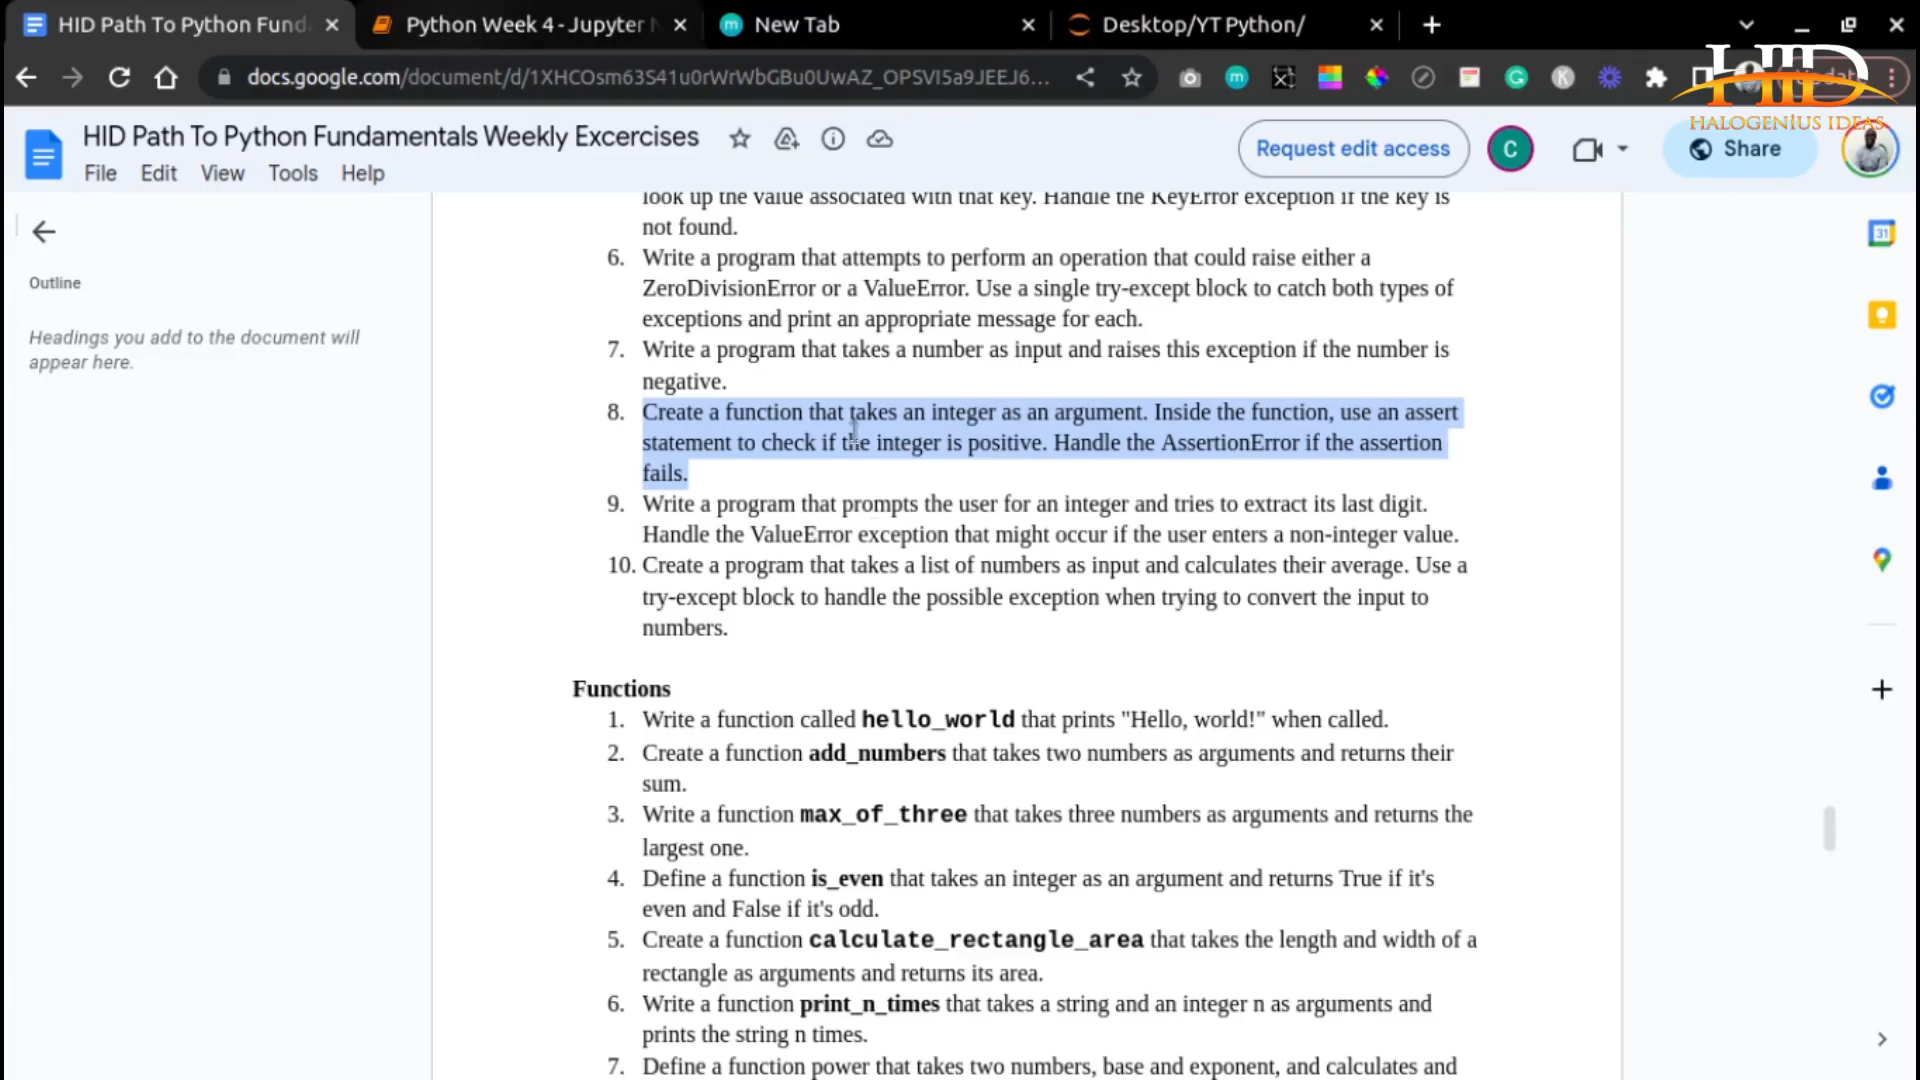 HID Path To Python Fund
Python Week 4 - Jupyter N
New Tab
Desktop/YT Python/
docs.google.com/document/d/1XHCOsm63S41u0rWrWbGBu0UwAZ_OPSVI5a9JEEJ6...
HID
HALOGENIUS IDEAS
HID Path To Python Fundamentals Weekly Excercises
Request edit access
C
Share
File Edit View Tools Help
Outline
Headings you add to the document will
appear here.
look up the value associated with that key. Handle the KeyError exception if the key is
not found.
6. Write a program that attempts to perform an operation that could raise either a
ZeroDivisionError or a ValueError. Use a single try-except block to catch both types of
exceptions and print an appropriate message for each.
7. Write a program that takes a number as input and raises this exception if the number is
negative.
8. Create a function that takes an integer as an argument. Inside the function, use an assert
statement to check if the integer is positive. Handle the AssertionError if the assertion
fails.
9. Write a program that prompts the user for an integer and tries to extract its last digit.
Handle the ValueError exception that might occur if the user enters a non-integer value.
10. Create a program that takes a list of numbers as input and calculates their average. Use a
try-except block to handle the possible exception when trying to convert the input to
numbers.
Functions
1. Write a function called hello_world that prints "Hello, world!" when called.
2. Create a function add_numbers that takes two numbers as arguments and returns their
sum.
3. Write a function max_of_three that takes three numbers as arguments and returns the
largest one.
4. Define a function is_even that takes an integer as an argument and returns True if it's
even and False if it's odd.
5. Create a function calculate_rectangle_area that takes the length and width of a
rectangle as arguments and returns its area.
6. Write a function print_n_times that takes a string and an integer n as arguments and
prints the string n times.
7. Define a function power that takes two numbers, base and exponent, and calculates and
31